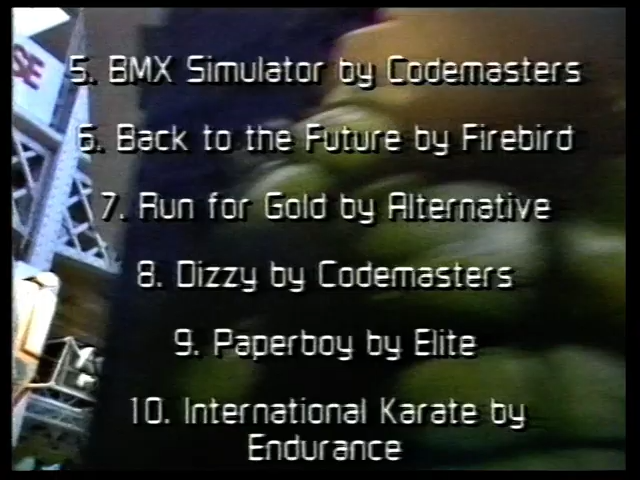 SE
5. BMX Simulator by Codemasters
6. Back to the Future by Firebird
7. Run for Gold by Alternative
8. Dizzy by Codemasters
9. Paperboy by Elite
10. International Karate by
Endurance